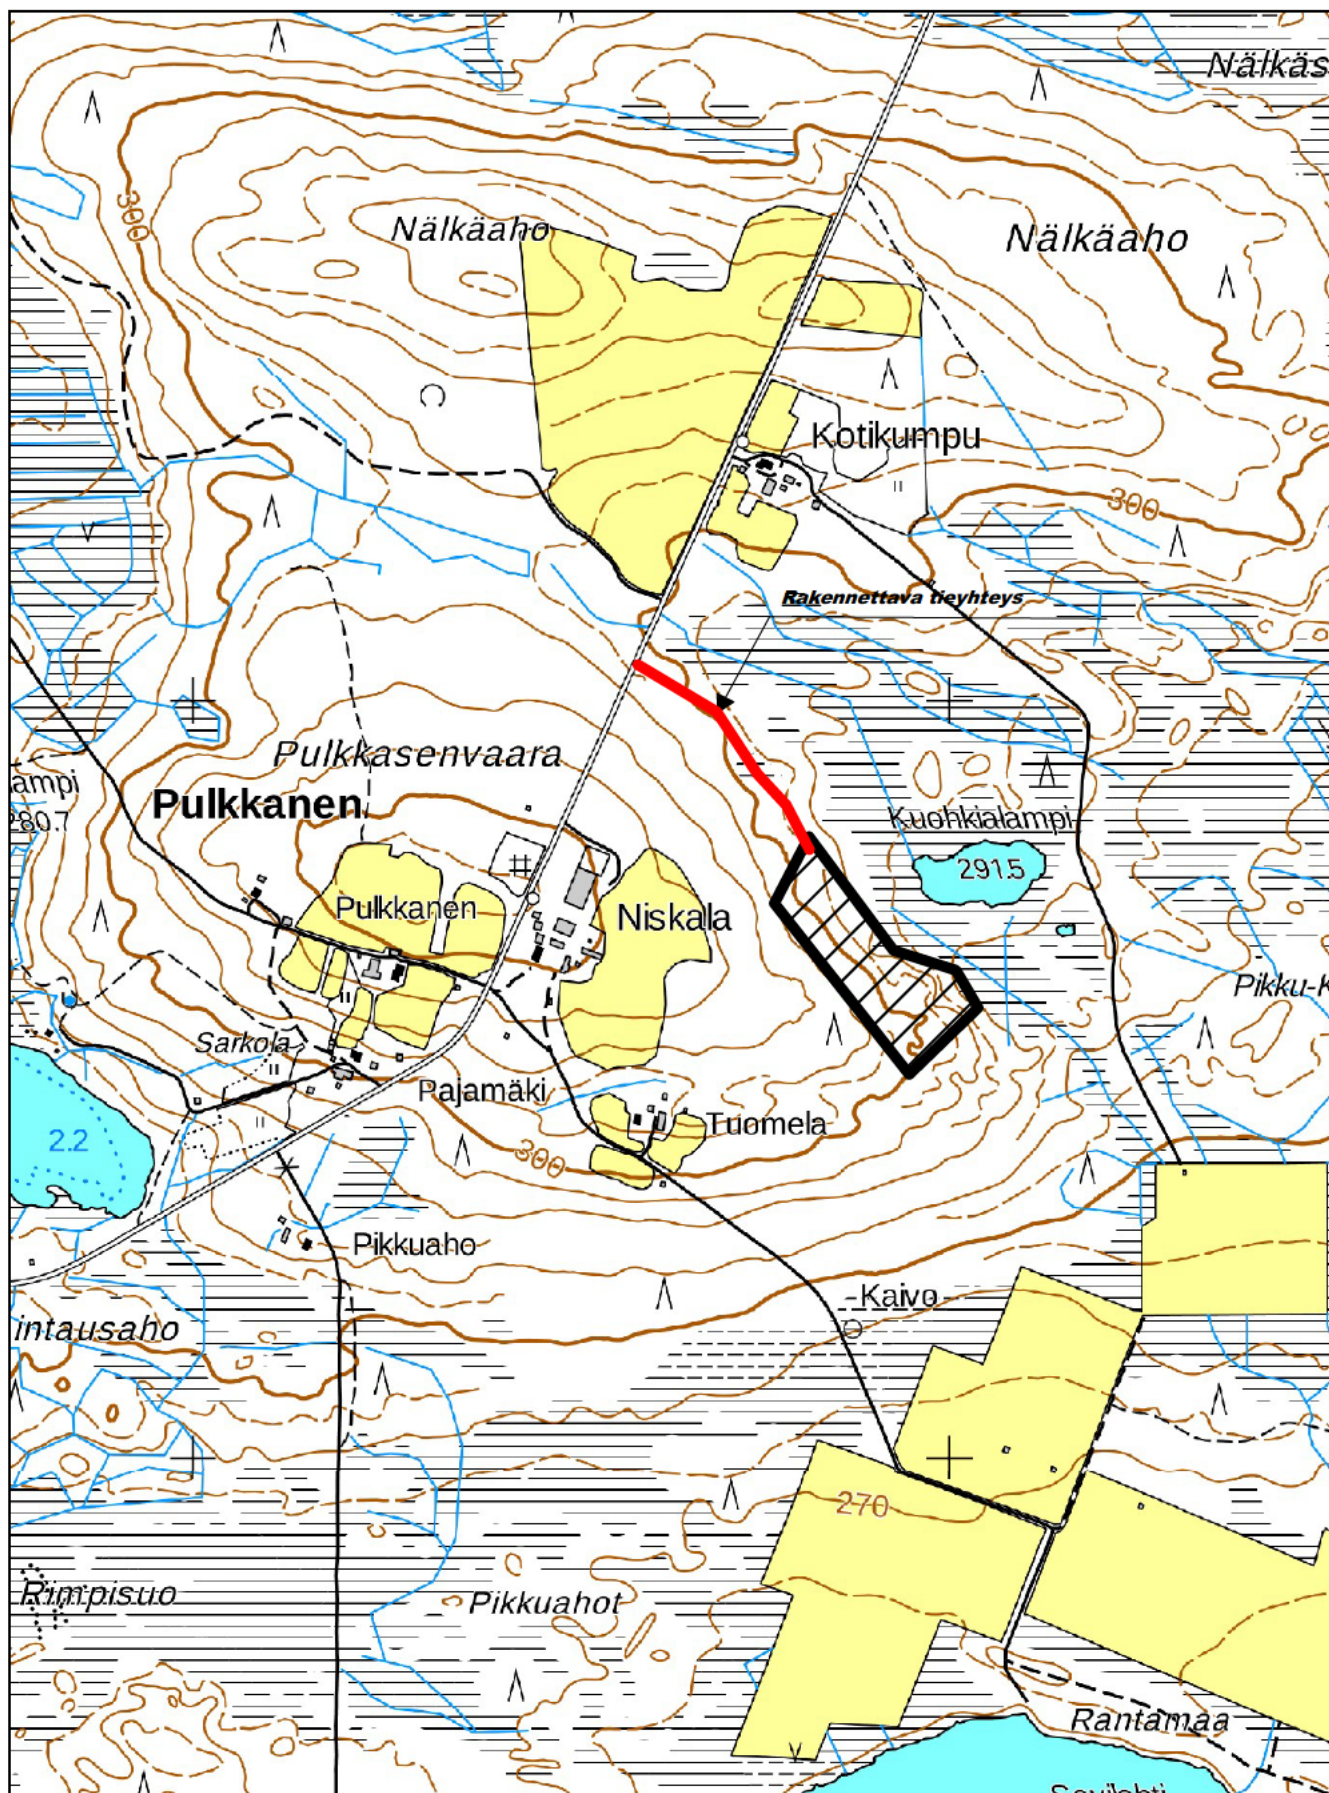 Nälkäs
300
Nälkäaho
Nälkäaho
Kotikumpu
300
Rakennettava tieyhteys
Pulkkasenvaara
ampi
280.7
Pulkkanen
Kuohkialampi
291.5
Pulkkanen
Niskala
Pikku-K
Sarkola
Pajamäki
Tuomela
2.2
300
Pikkuaho
Kaivo
intausaho
270
Rimpisuo
Pikkuahot
Rantamaa